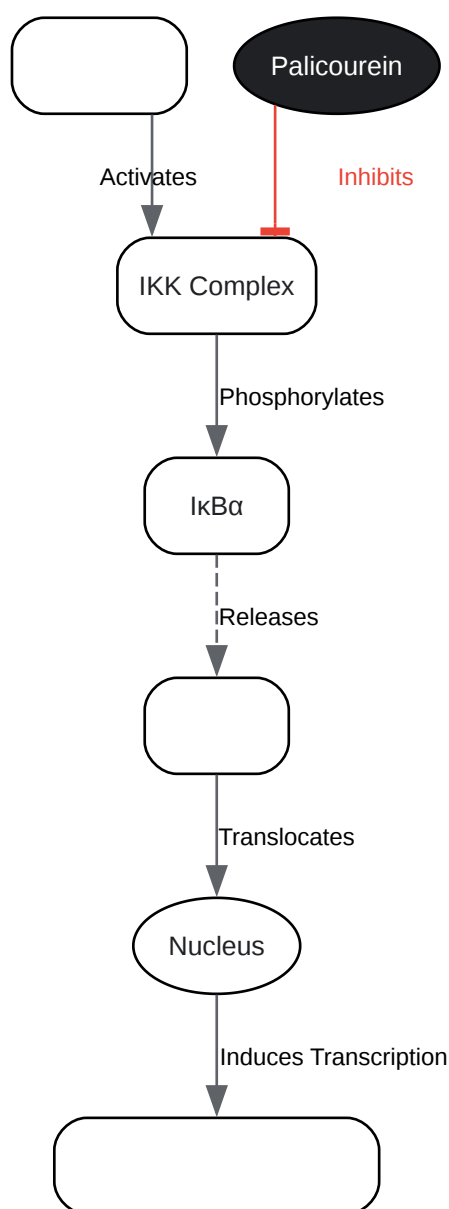 Palicourein
Activates
Inhibits
IKK Complex
Phosphorylates
IκBα
Releases
Translocates
Nucleus
Induces Transcription